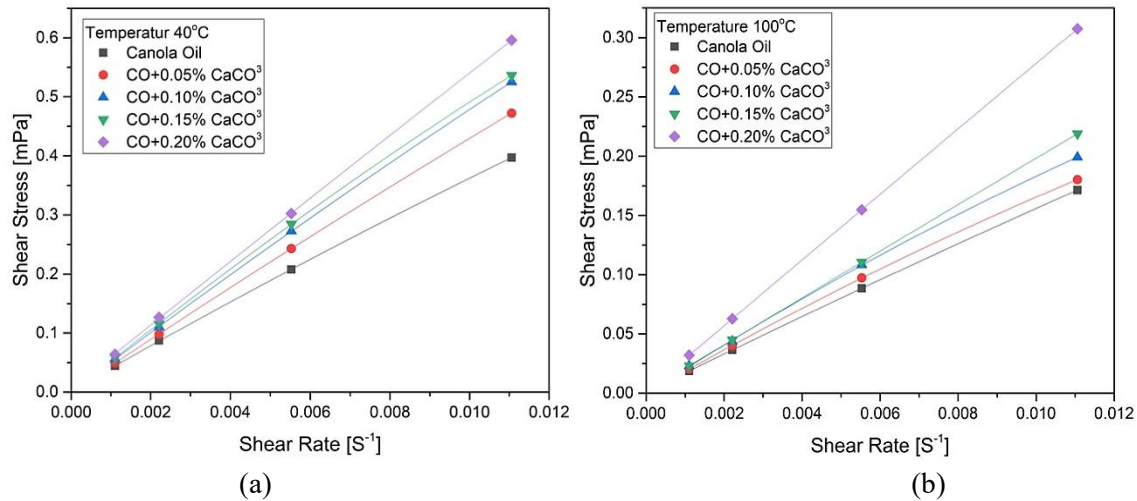 Temperatur 40°C
Canola Oil
CO+0.05% CaCO³
CO+0.10% CaCO³
CO+0.15% CaCO³
CO+0.20% CaCO³
Shear Stress [mPa]
0.6
0.5
0.4
0.3
0.2
0.1
0.0
0.000 0.002 0.004 0.006 0.008 0.010 0.012
Shear Rate [S⁻¹]
(a)
Temperature 100°C
Canola Oil
CO+0.05% CaCO³
CO+0.10% CaCO³
CO+0.15% CaCO³
CO+0.20% CaCO³
Shear Stress [mPa]
0.30
0.25
0.20
0.15
0.10
0.05
0.00
0.000 0.002 0.004 0.006 0.008 0.010 0.012
Shear Rate [S⁻¹]
(b)